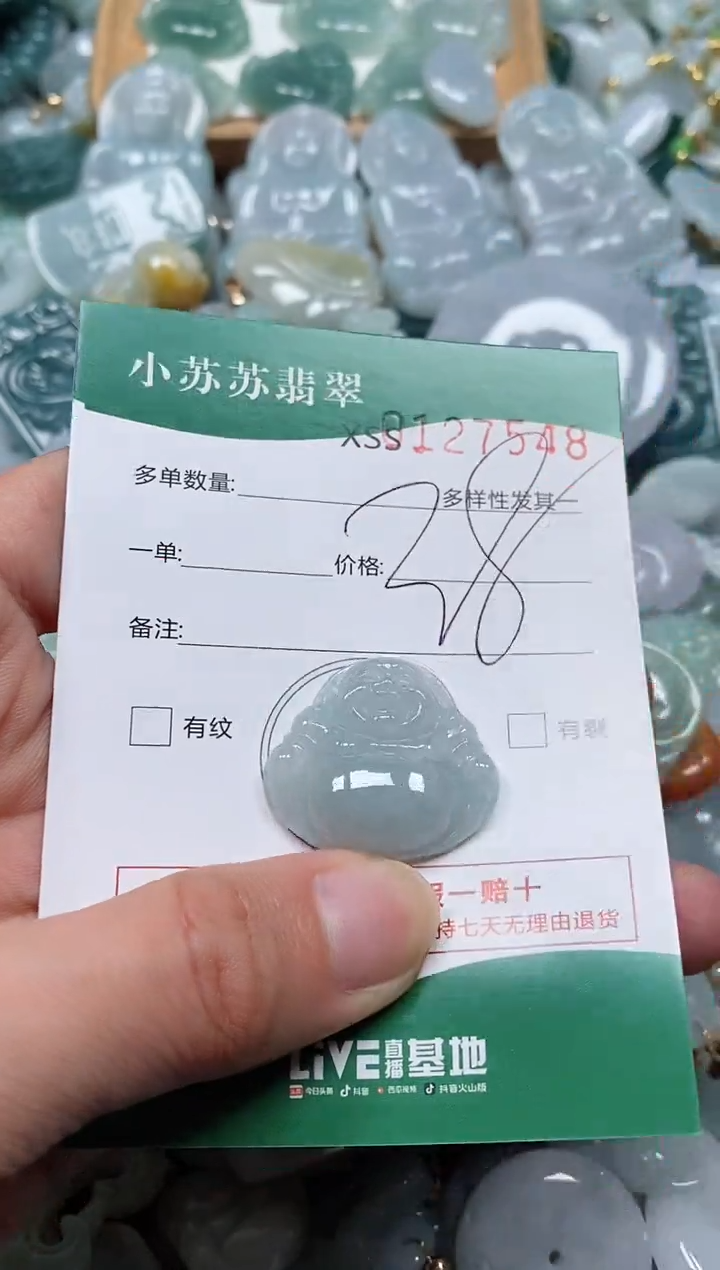 小苏苏翡翠
xss0127548
多单数量: 多样性发其一
一单: 价格: 28
备注:
有纹 有裂
假一赔十
持七天无理由退货
LiVE直播基地
今日头条 抖音 西瓜视频 抖音火山版